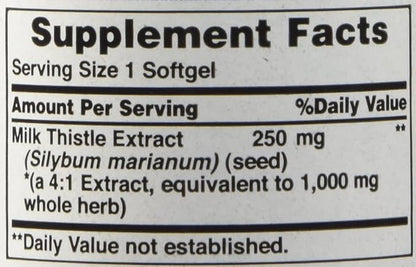 Supplement Facts
Serving Size 1 Softgel
Amount Per Serving %Daily Value
Milk Thistle Extract 250 mg **
(Silybum marianum) (seed)
*(a 4:1 Extract, equivalent to 1,000 mg
whole herb)
**Daily Value not established.